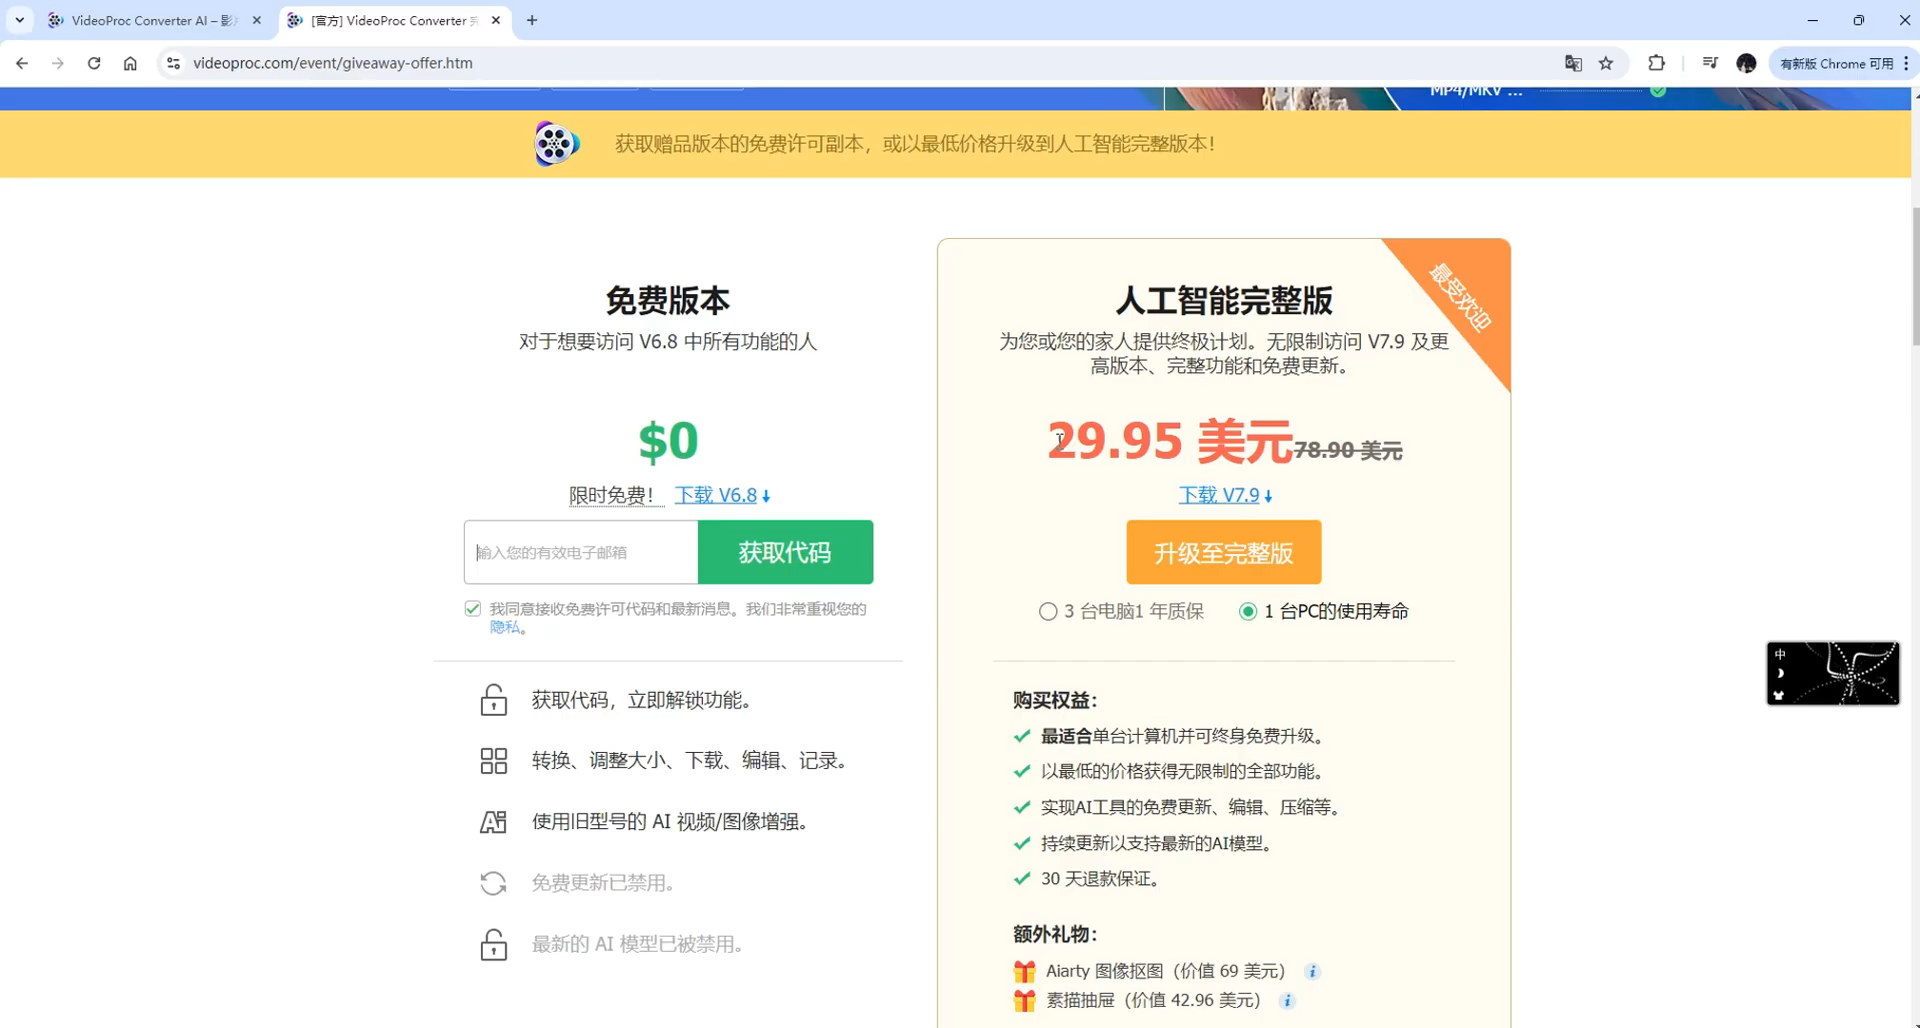 VideoProc Converter AI – 影
[官方] VideoProc Converter 完
videoproc.com/event/giveaway-offer.htm
有新版 Chrome 可用
MP4/MKV ...
获取赠品版本的免费许可副本，或以最低价格升级到人工智能完整版本！
免费版本
对于想要访问 V6.8 中所有功能的人
$0
限时免费！ 下载 V6.8
输入您的有效电子邮箱
获取代码
我同意接收免费许可代码和最新消息。我们非常重视您的
隐私。
获取代码，立即解锁功能。
转换、调整大小、下载、编辑、记录。
使用旧型号的 AI 视频/图像增强。
免费更新已禁用。
最新的 AI 模型已被禁用。
最受欢迎
人工智能完整版
为您或您的家人提供终极计划。无限制访问 V7.9 及更
高版本、完整功能和免费更新。
29.95 美元78.90 美元
下载 V7.9
升级至完整版
3 台电脑1 年质保
1 台PC的使用寿命
购买权益：
最适合单台计算机并可终身免费升级。
以最低的价格获得无限制的全部功能。
实现AI工具的免费更新、编辑、压缩等。
持续更新以支持最新的AI模型。
30 天退款保证。
额外礼物：
Aiarty 图像抠图（价值 69 美元）
素描抽屉（价值 42.96 美元）
中